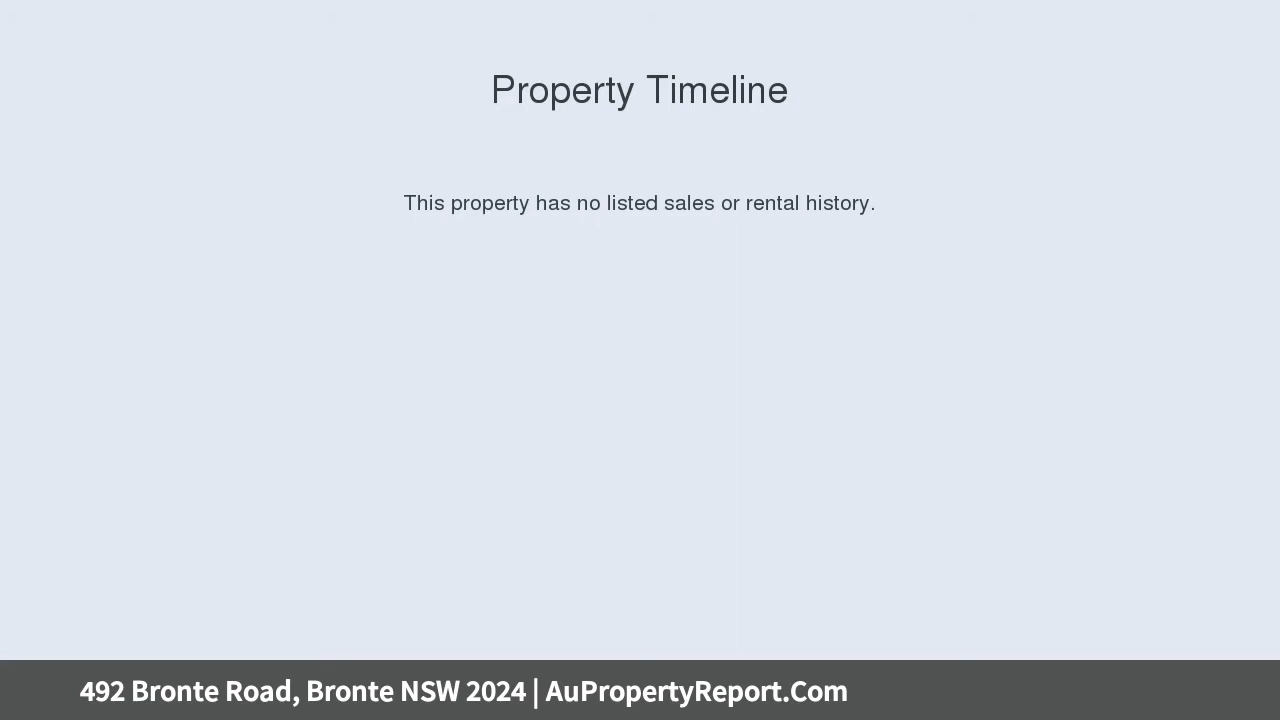 Property Timeline
This property has no listed sales or rental history.
492 Bronte Road, Bronte NSW 2024 | AuPropertyReport.Com